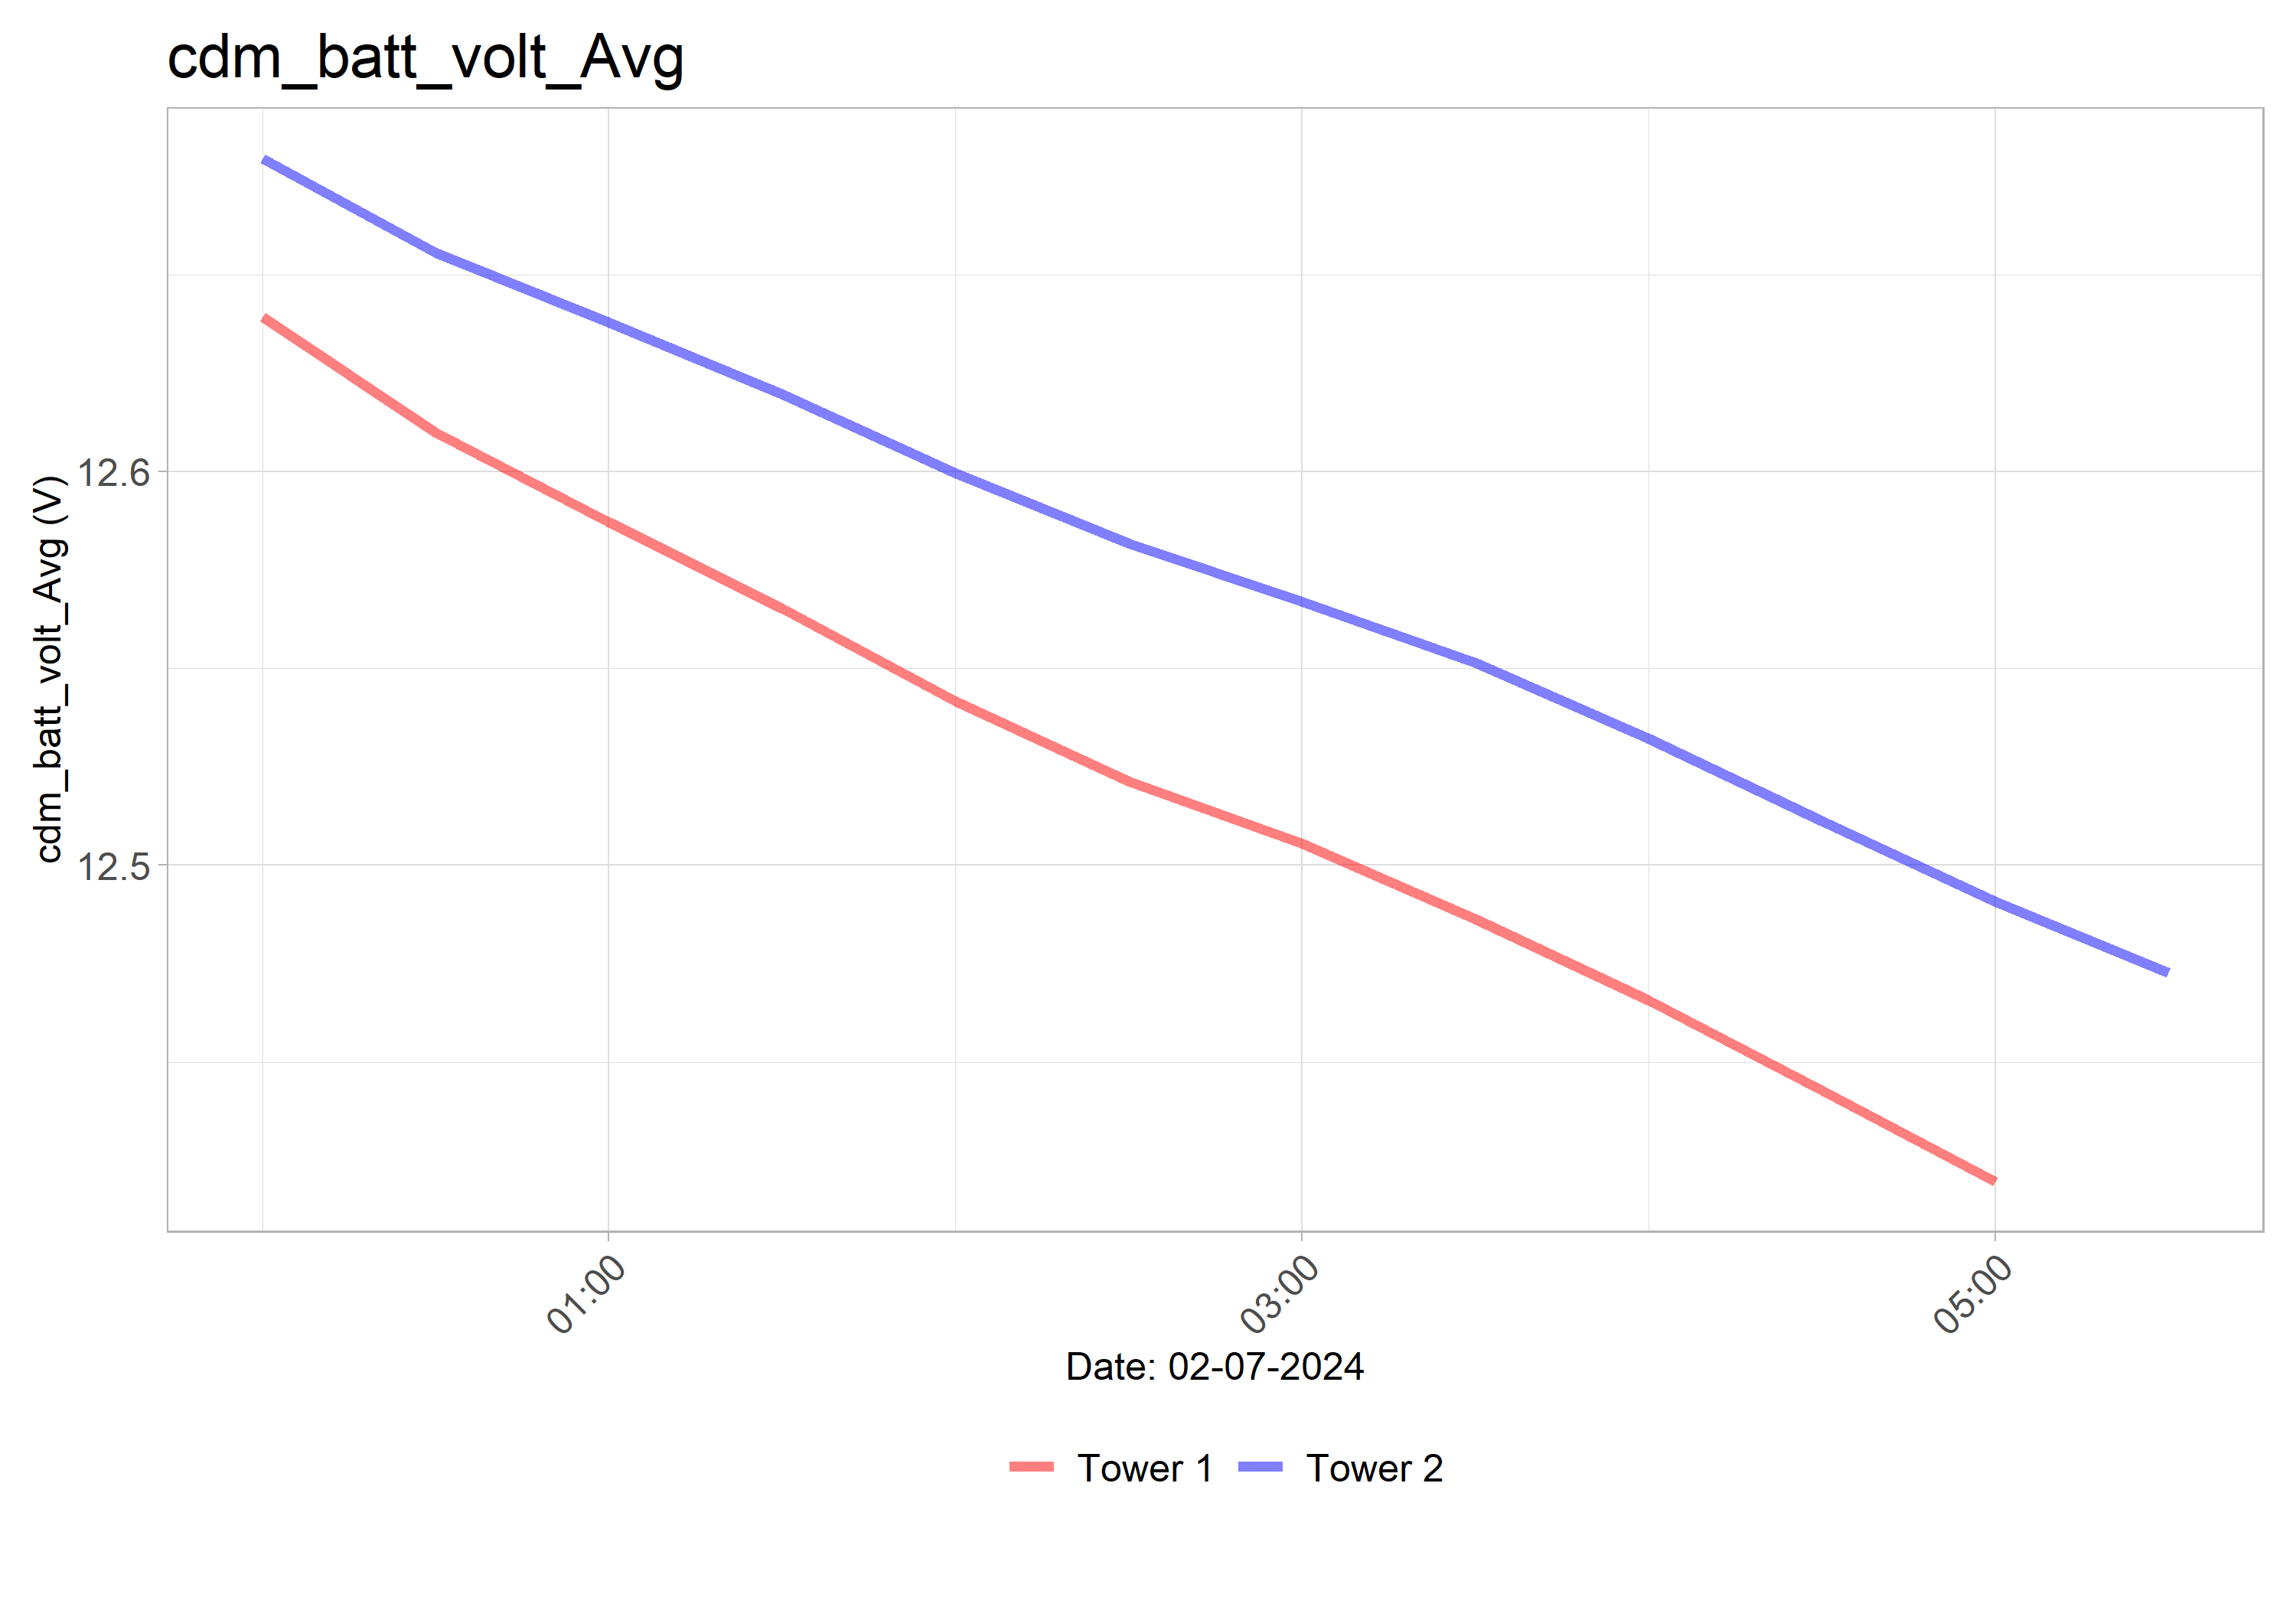 cdm_batt_volt_Avg
cdm_batt_volt_Avg (V)
12.6
12.5
01:00
03:00
05:00
Date: 02-07-2024
Tower 1
Tower 2